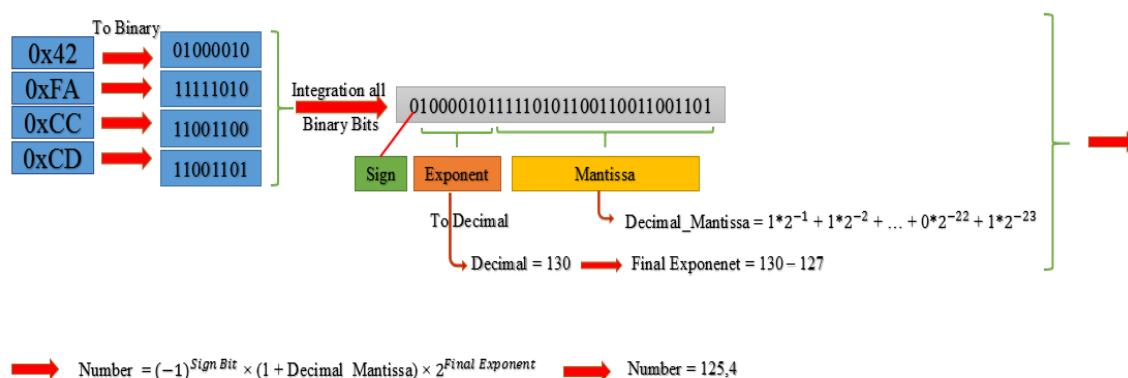 To Binary
0x42
0xFA
0xCC
0xCD
01000010
11111010
11001100
11001101
Integration all
Binary Bits
01000010111110101100110011001101
Sign
Exponent
Mantissa
To Decimal
Decimal_Mantissa = 1*2⁻¹ + 1*2⁻² + … + 0*2⁻²² + 1*2⁻²³
Decimal = 130
Final Exponenet = 130 – 127
Number = (−1)^Sign Bit × (1 + Decimal_Mantissa) × 2^Final Exponent
Number = 125,4